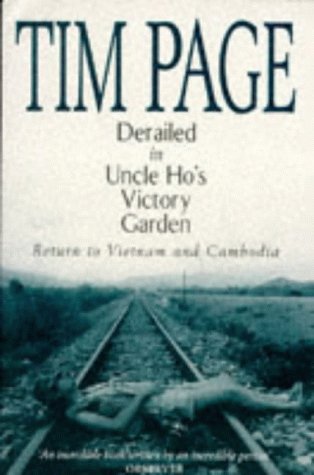 TIM PAGE
Derailed
in
Uncle Ho's
Victory
Garden
Return to Vietnam and Cambodia
'An incredible book written by an incredible person'
OBSERVER